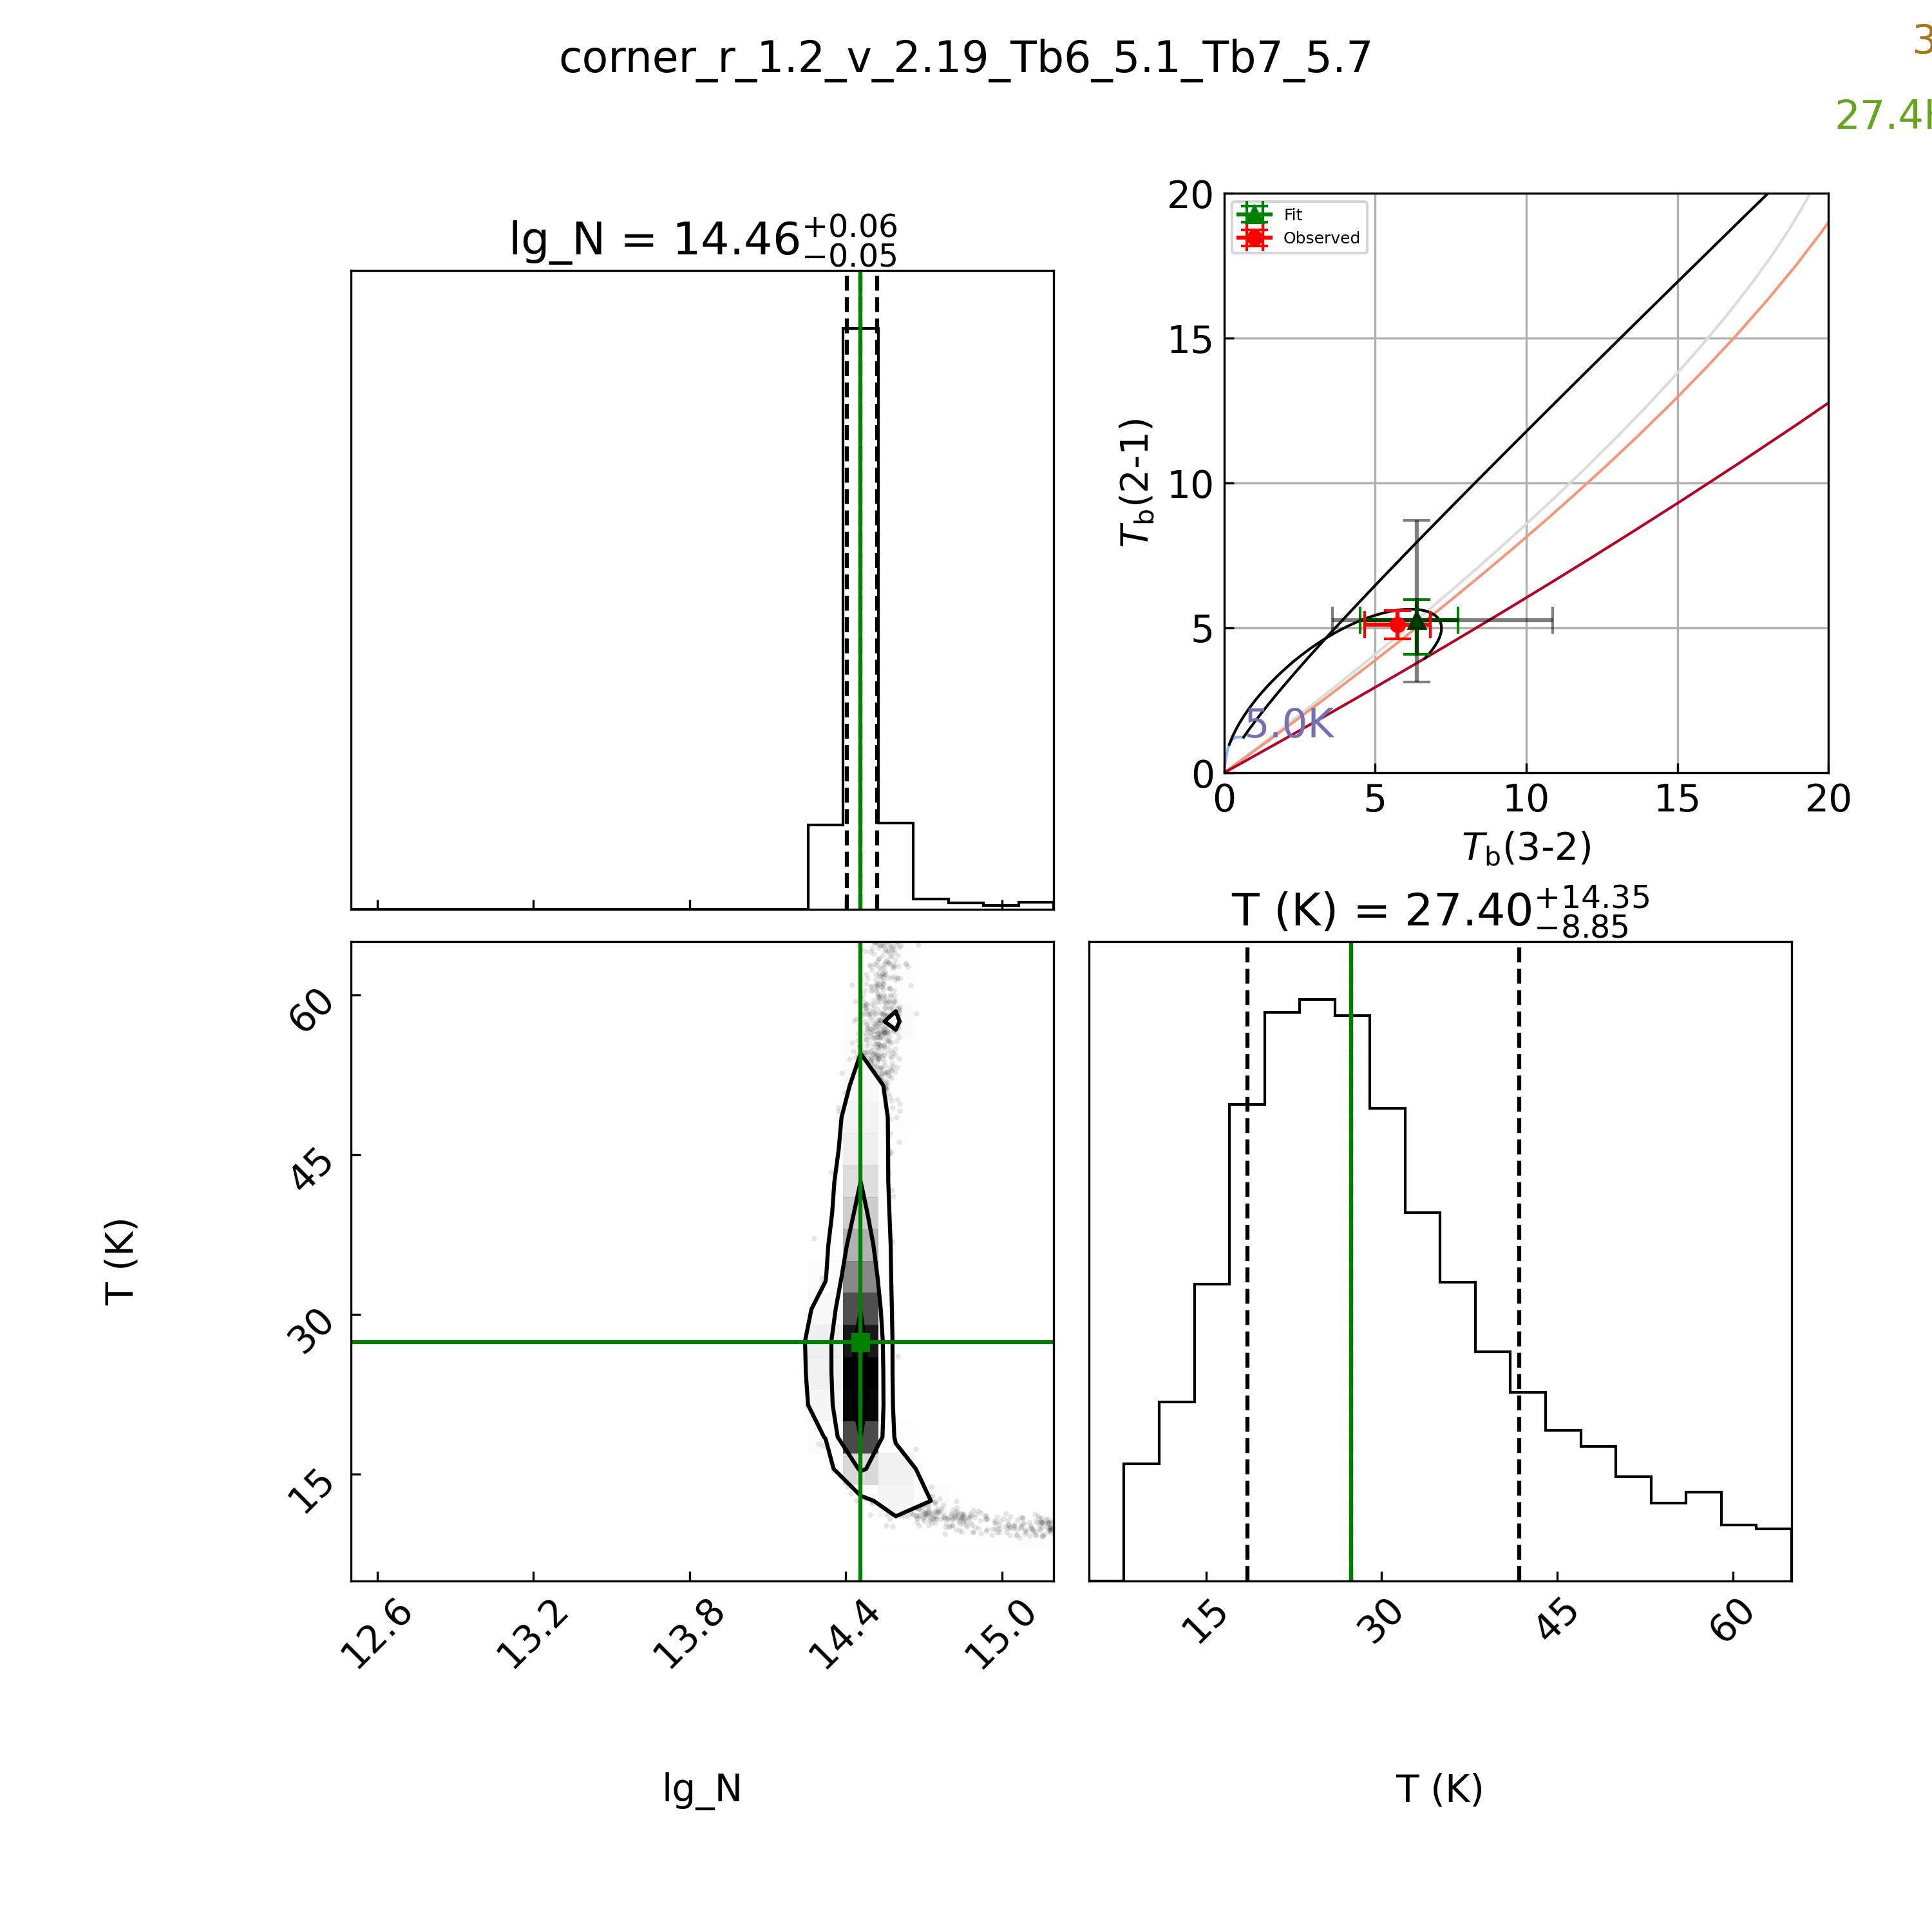 corner_r_1.2_v_2.19_Tb6_5.1_Tb7_5.7
3
27.4
lg_N = 14.46+0.06
−0.05
Fit
Observed
20
15
10
5
0
T_b(2-1)
5.0K
0 5 10 15 20
T_b(3-2)
T (K) = 27.40+14.35
−8.85
60
45
30
15
T (K)
12.6 13.2 13.8 14.4 15.0
lg_N
15 30 45 60
T (K)